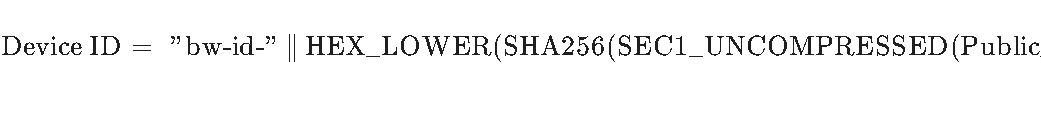 Device ID = "bw-id-" ∥ HEX_LOWER(SHA256(SEC1_UNCOMPRESSED(Public